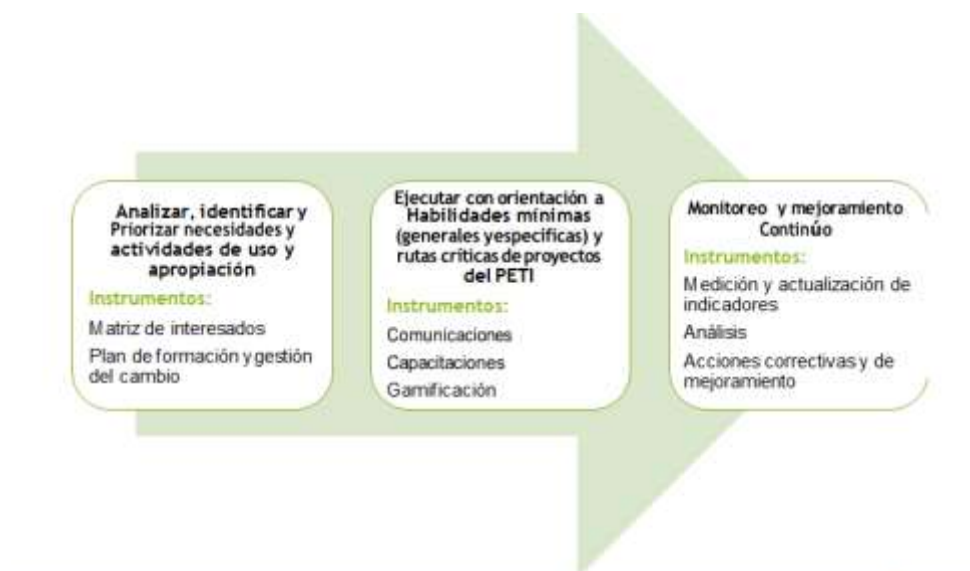 Analizar, identificar y
Priorizar necesidades y
actividades de uso y
apropiación
Instrumentos:
Matriz de interesados
Plan de formación y gestión
del cambio
Ejecutar con orientación a
Habilidades mínimas
(generales yespecíficas) y
rutas críticas de proyectos
del PETI
Instrumentos:
Comunicaciones
Capacitaciones
Gamificación
Monitoreo y mejoramiento
Continúo
Instrumentos:
Medición y actualización de
indicadores
Análisis
Acciones correctivas y de
mejoramiento